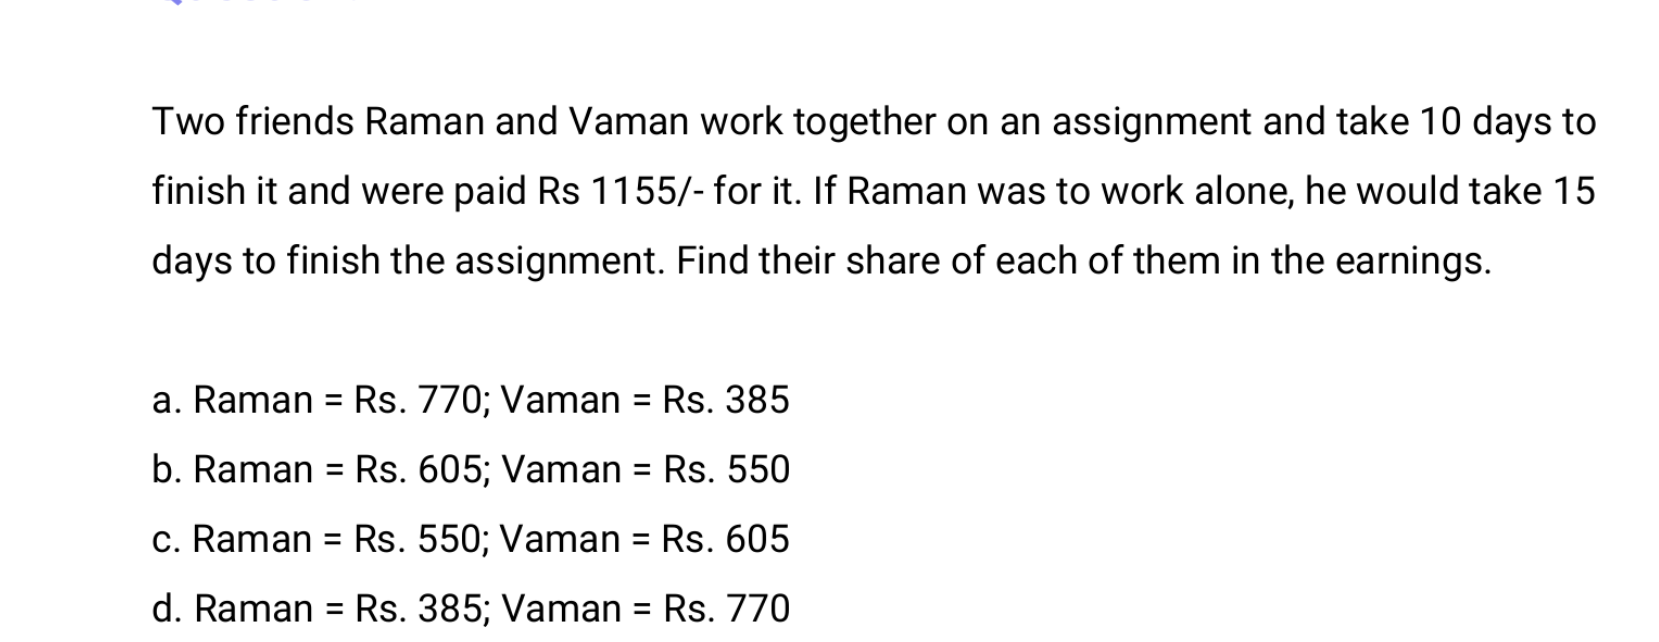 Two friends Raman and Vaman work together on an assignment and take 10 days to
finish it and were paid Rs 1155/- for it. If Raman was to work alone, he would take 15
days to finish the assignment. Find their share of each of them in the earnings.
a. Raman = Rs. 770; Vaman = Rs. 385
b. Raman = Rs. 605; Vaman = Rs. 550
c. Raman = Rs. 550; Vaman = Rs. 605
d. Raman = Rs. 385; Vaman = Rs. 770